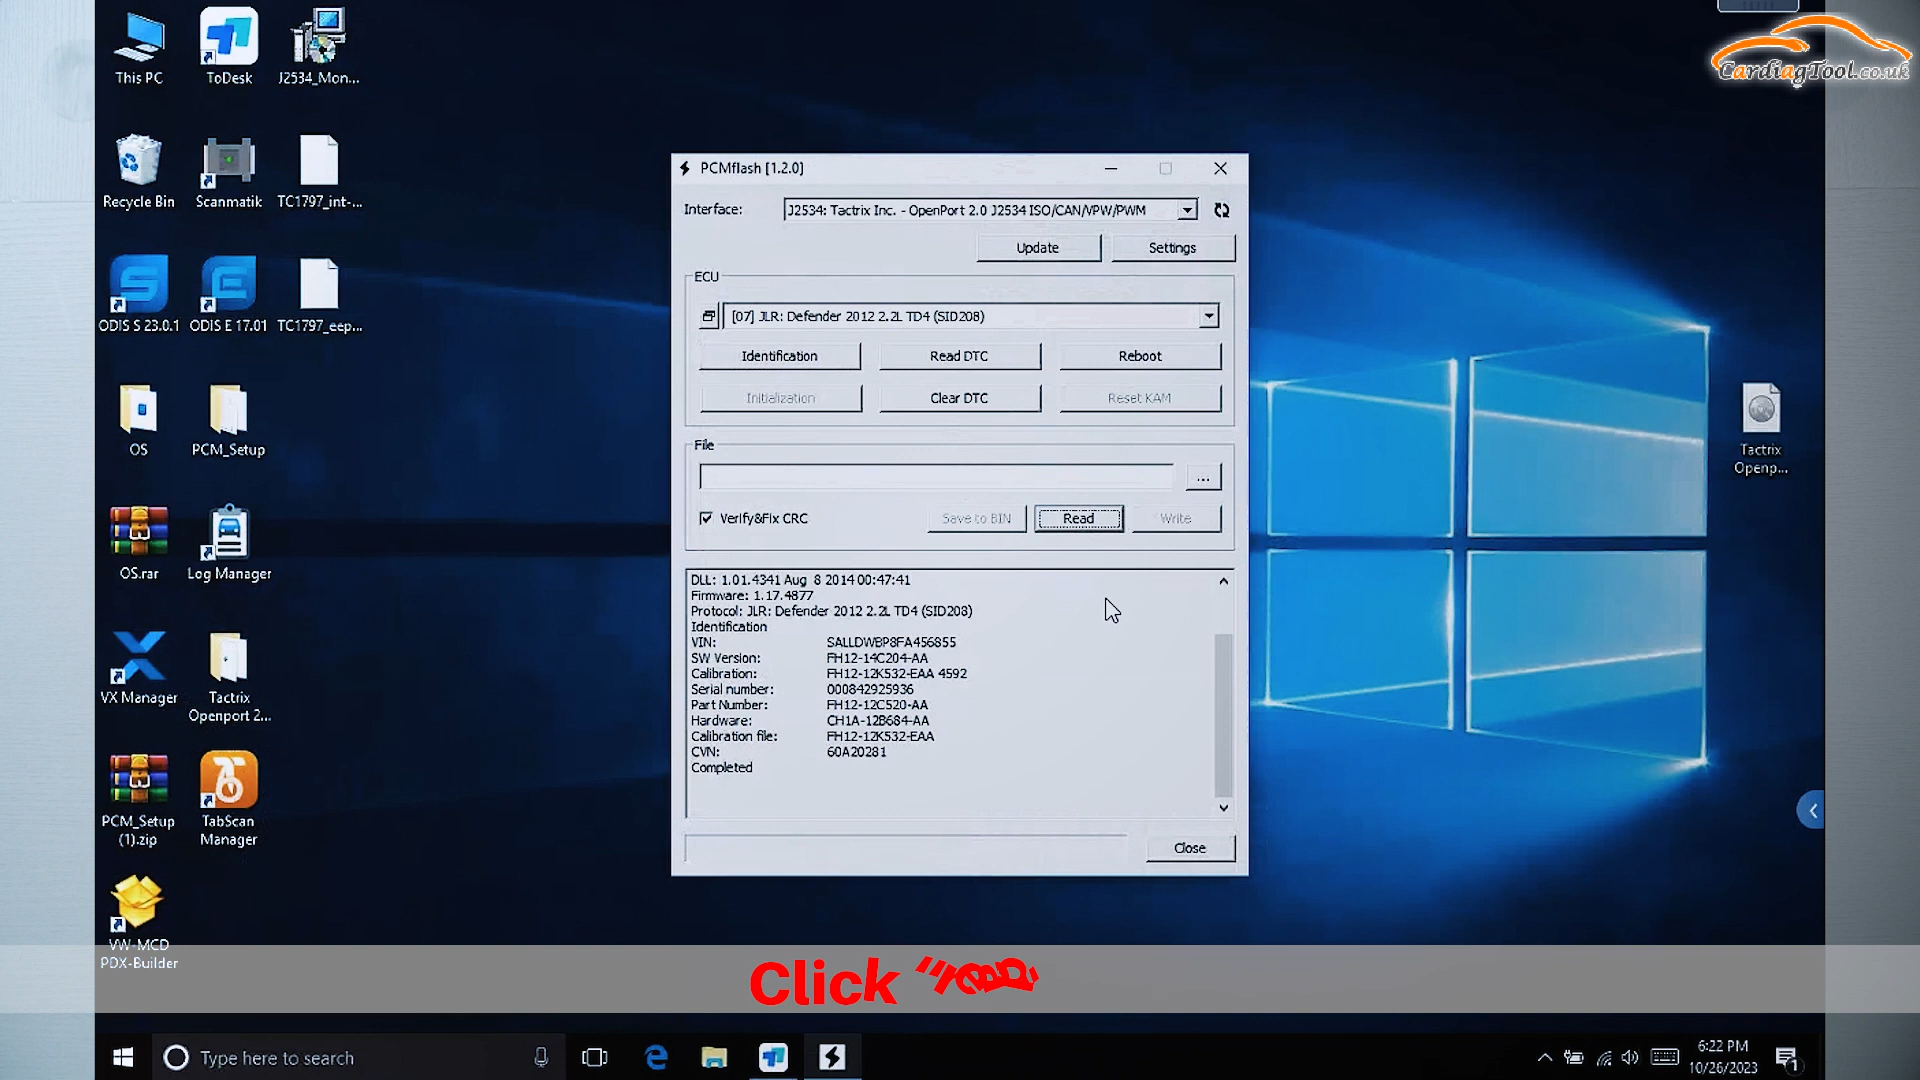 CardiagTool.co.uk
This PC
ToDesk
J2534_Mon...
Recycle Bin
Scanmatik
TC1797_int-...
ODIS S 23.0.1
ODIS E 17.01
TC1797_eep...
OS
PCM_Setup
OS.rar
Log Manager
VX Manager
Tactrix
Openport 2...
PCM_Setup
(1).zip
TabScan
Manager
VW-MCD
PDX-Builder
Tactrix
Openp...
PCMflash [1.2.0]
Interface:
J2534: Tactrix Inc. - OpenPort 2.0 J2534 ISO/CAN/VPW/PWM
Update
Settings
ECU
[07] JLR: Defender 2012 2.2L TD4 (SID208)
Identification
Read DTC
Reboot
Initialization
Clear DTC
Reset KAM
File
...
Verify&Fix CRC
Save to BIN
Read
Write
DLL: 1.01.4341 Aug 8 2014 00:47:41
Firmware: 1.17.4877
Protocol: JLR: Defender 2012 2.2L TD4 (SID208)
Identification
VIN: SALLDWBP8FA456855
SW Version: FH12-14C204-AA
Calibration: FH12-12K532-EAA 4592
Serial number: 000842925936
Part Number: FH12-12C520-AA
Hardware: CH1A-12B684-AA
Calibration file: FH12-12K532-EAA
CVN: 60A20281
Completed
Close
Click "read"
Type here to search
6:22 PM
10/26/2023
1